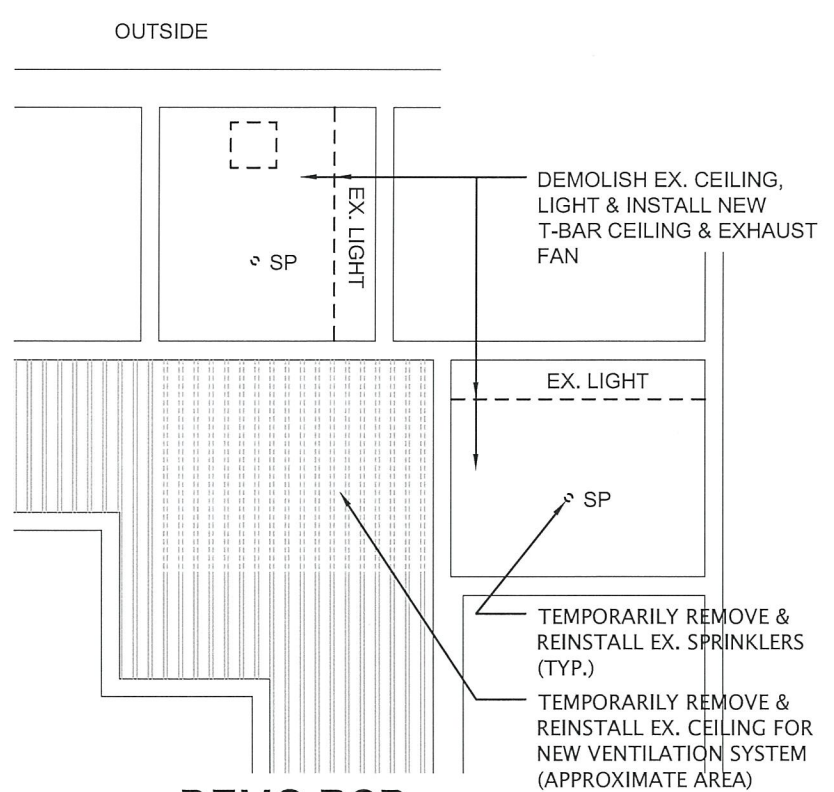 OUTSIDE
DEMOLISH EX. CEILING,
LIGHT & INSTALL NEW
T-BAR CEILING & EXHAUST
FAN
EX. LIGHT
SP
EX. LIGHT
SP
TEMPORARILY REMOVE &
REINSTALL EX. SPRINKLERS
(TYP.)
TEMPORARILY REMOVE &
REINSTALL EX. CEILING FOR
NEW VENTILATION SYSTEM
(APPROXIMATE AREA)